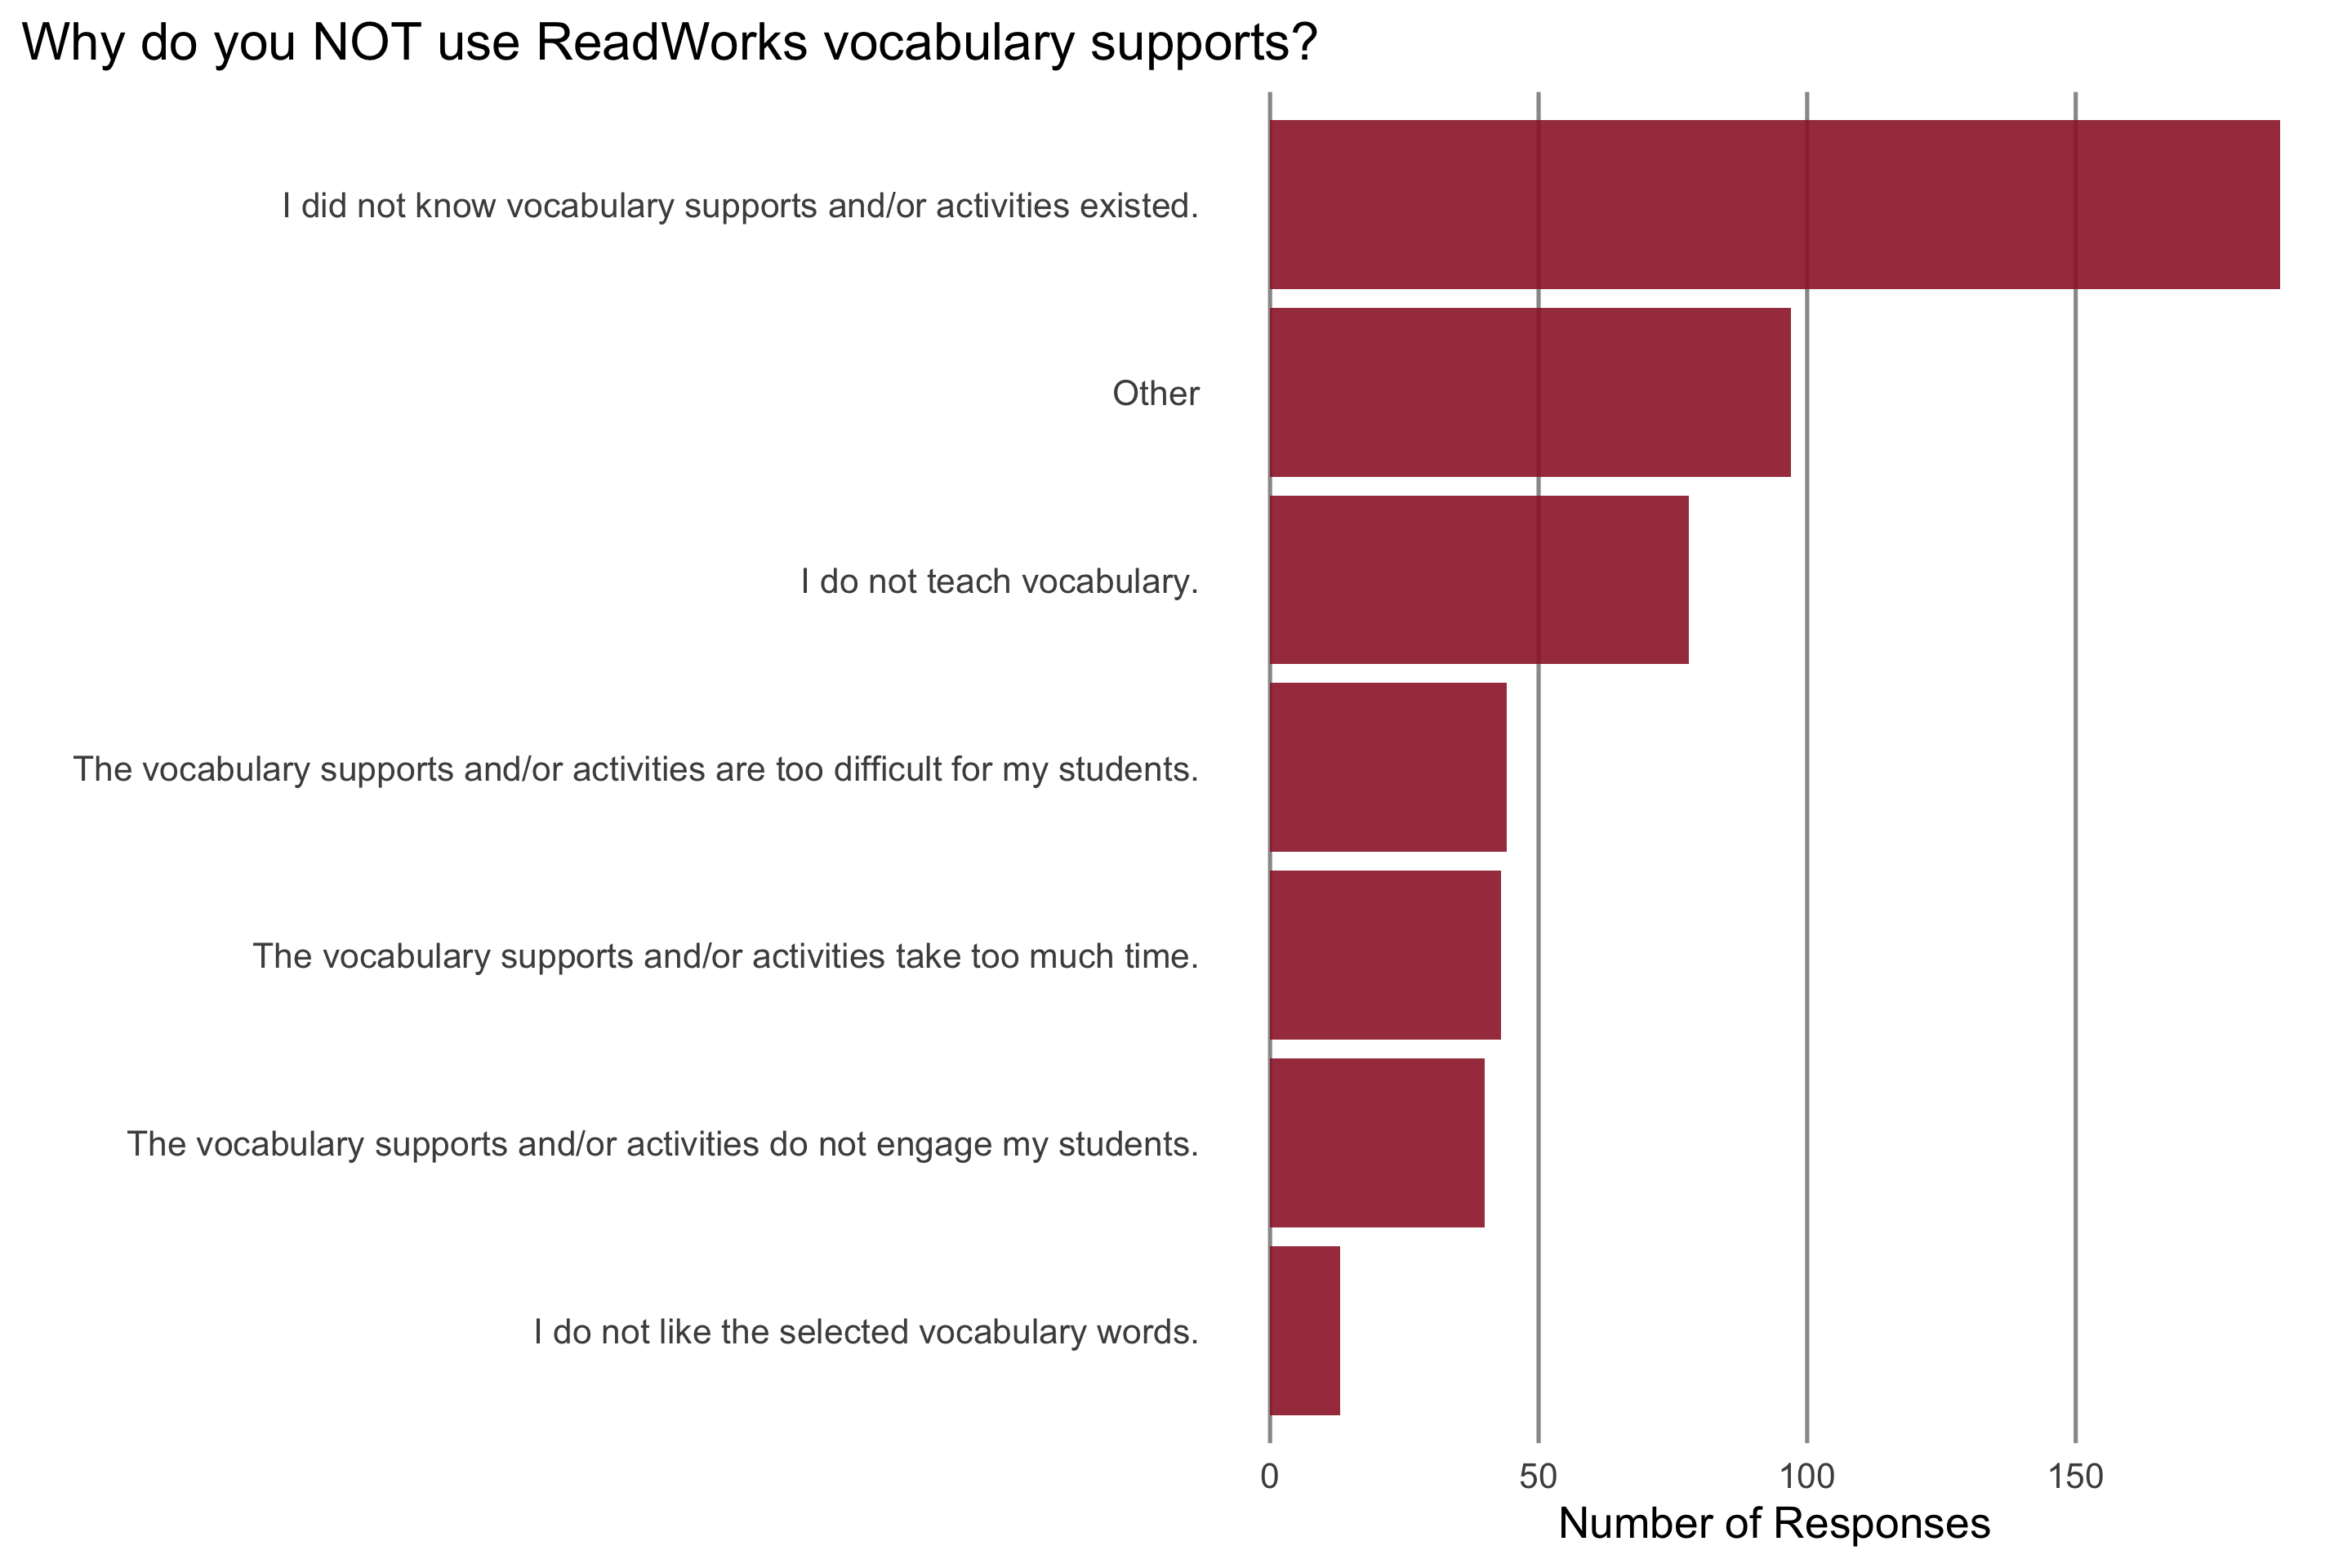 Why do you NOT use ReadWorks vocabulary supports?
I did not know vocabulary supports and/or activities existed.
Other
I do not teach vocabulary.
The vocabulary supports and/or activities are too difficult for my students.
The vocabulary supports and/or activities take too much time.
The vocabulary supports and/or activities do not engage my students.
I do not like the selected vocabulary words.
0 50 100 150
Number of Responses